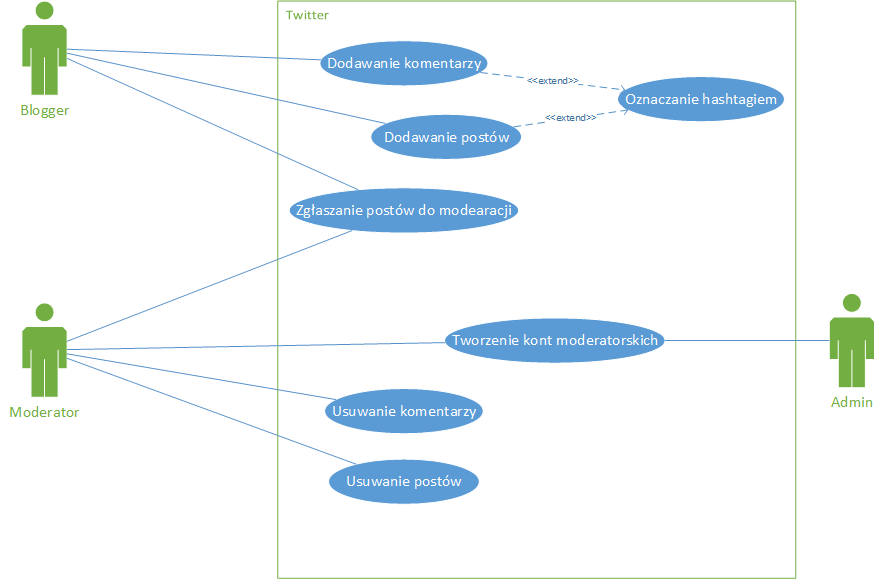 Twitter
Dodawanie komentarzy
<<extend>>
Oznaczanie hashtagiem
Blogger
<<extend>>
Dodawanie postów
Zgłaszanie postów do modearacji
Tworzenie kont moderatorskich
Admin
Moderator
Usuwanie komentarzy
Usuwanie postów